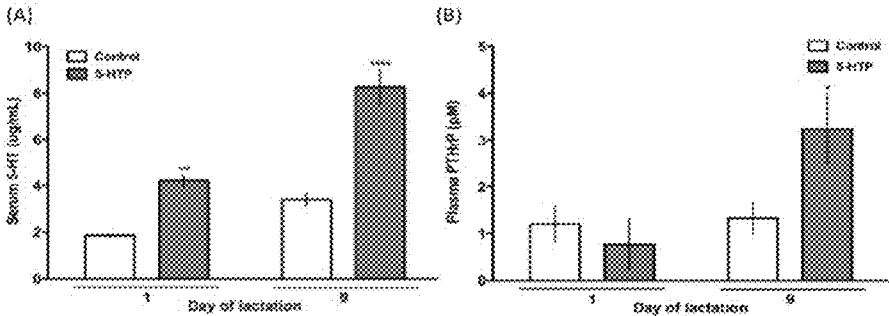 (A)
Control
5-HTP
Serum 5-HT (ug/mL)
10
8
6
4
2
0
**
****
1
9
Day of lactation
(B)
Control
5-HTP
Plasma PTHrP (pM)
5
4
3
2
1
0
*
1
9
Day of lactation